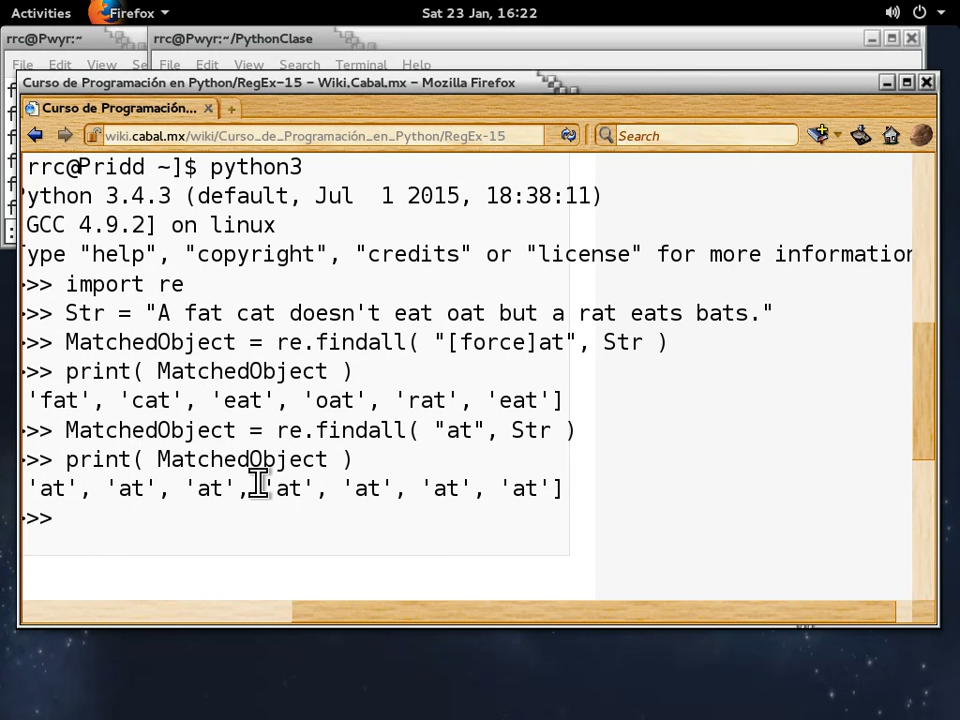 Activities Firefox Sat 23 Jan, 16:22
rrc@Pwyr:~ rrc@Pwyr:~/PythonClase
File Edit View File Edit View Search Terminal Help
Curso de Programación en Python/RegEx-15 – Wiki.Cabal.mx – Mozilla Firefox
Curso de Programación... × +
wiki.cabal.mx/wiki/Curso_de_Programación_en_Python/RegEx-15 Search
rrc@Pridd ~]$ python3
ython 3.4.3 (default, Jul 1 2015, 18:38:11)
GCC 4.9.2] on linux
ype "help", "copyright", "credits" or "license" for more information
>>> import re
>>> Str = "A fat cat doesn't eat oat but a rat eats bats."
>>> MatchedObject = re.findall( "[force]at", Str )
>>> print( MatchedObject )
'fat', 'cat', 'eat', 'oat', 'rat', 'eat']
>>> MatchedObject = re.findall( "at", Str )
>>> print( MatchedObject )
'at', 'at', 'at', 'at', 'at', 'at', 'at']
>>>